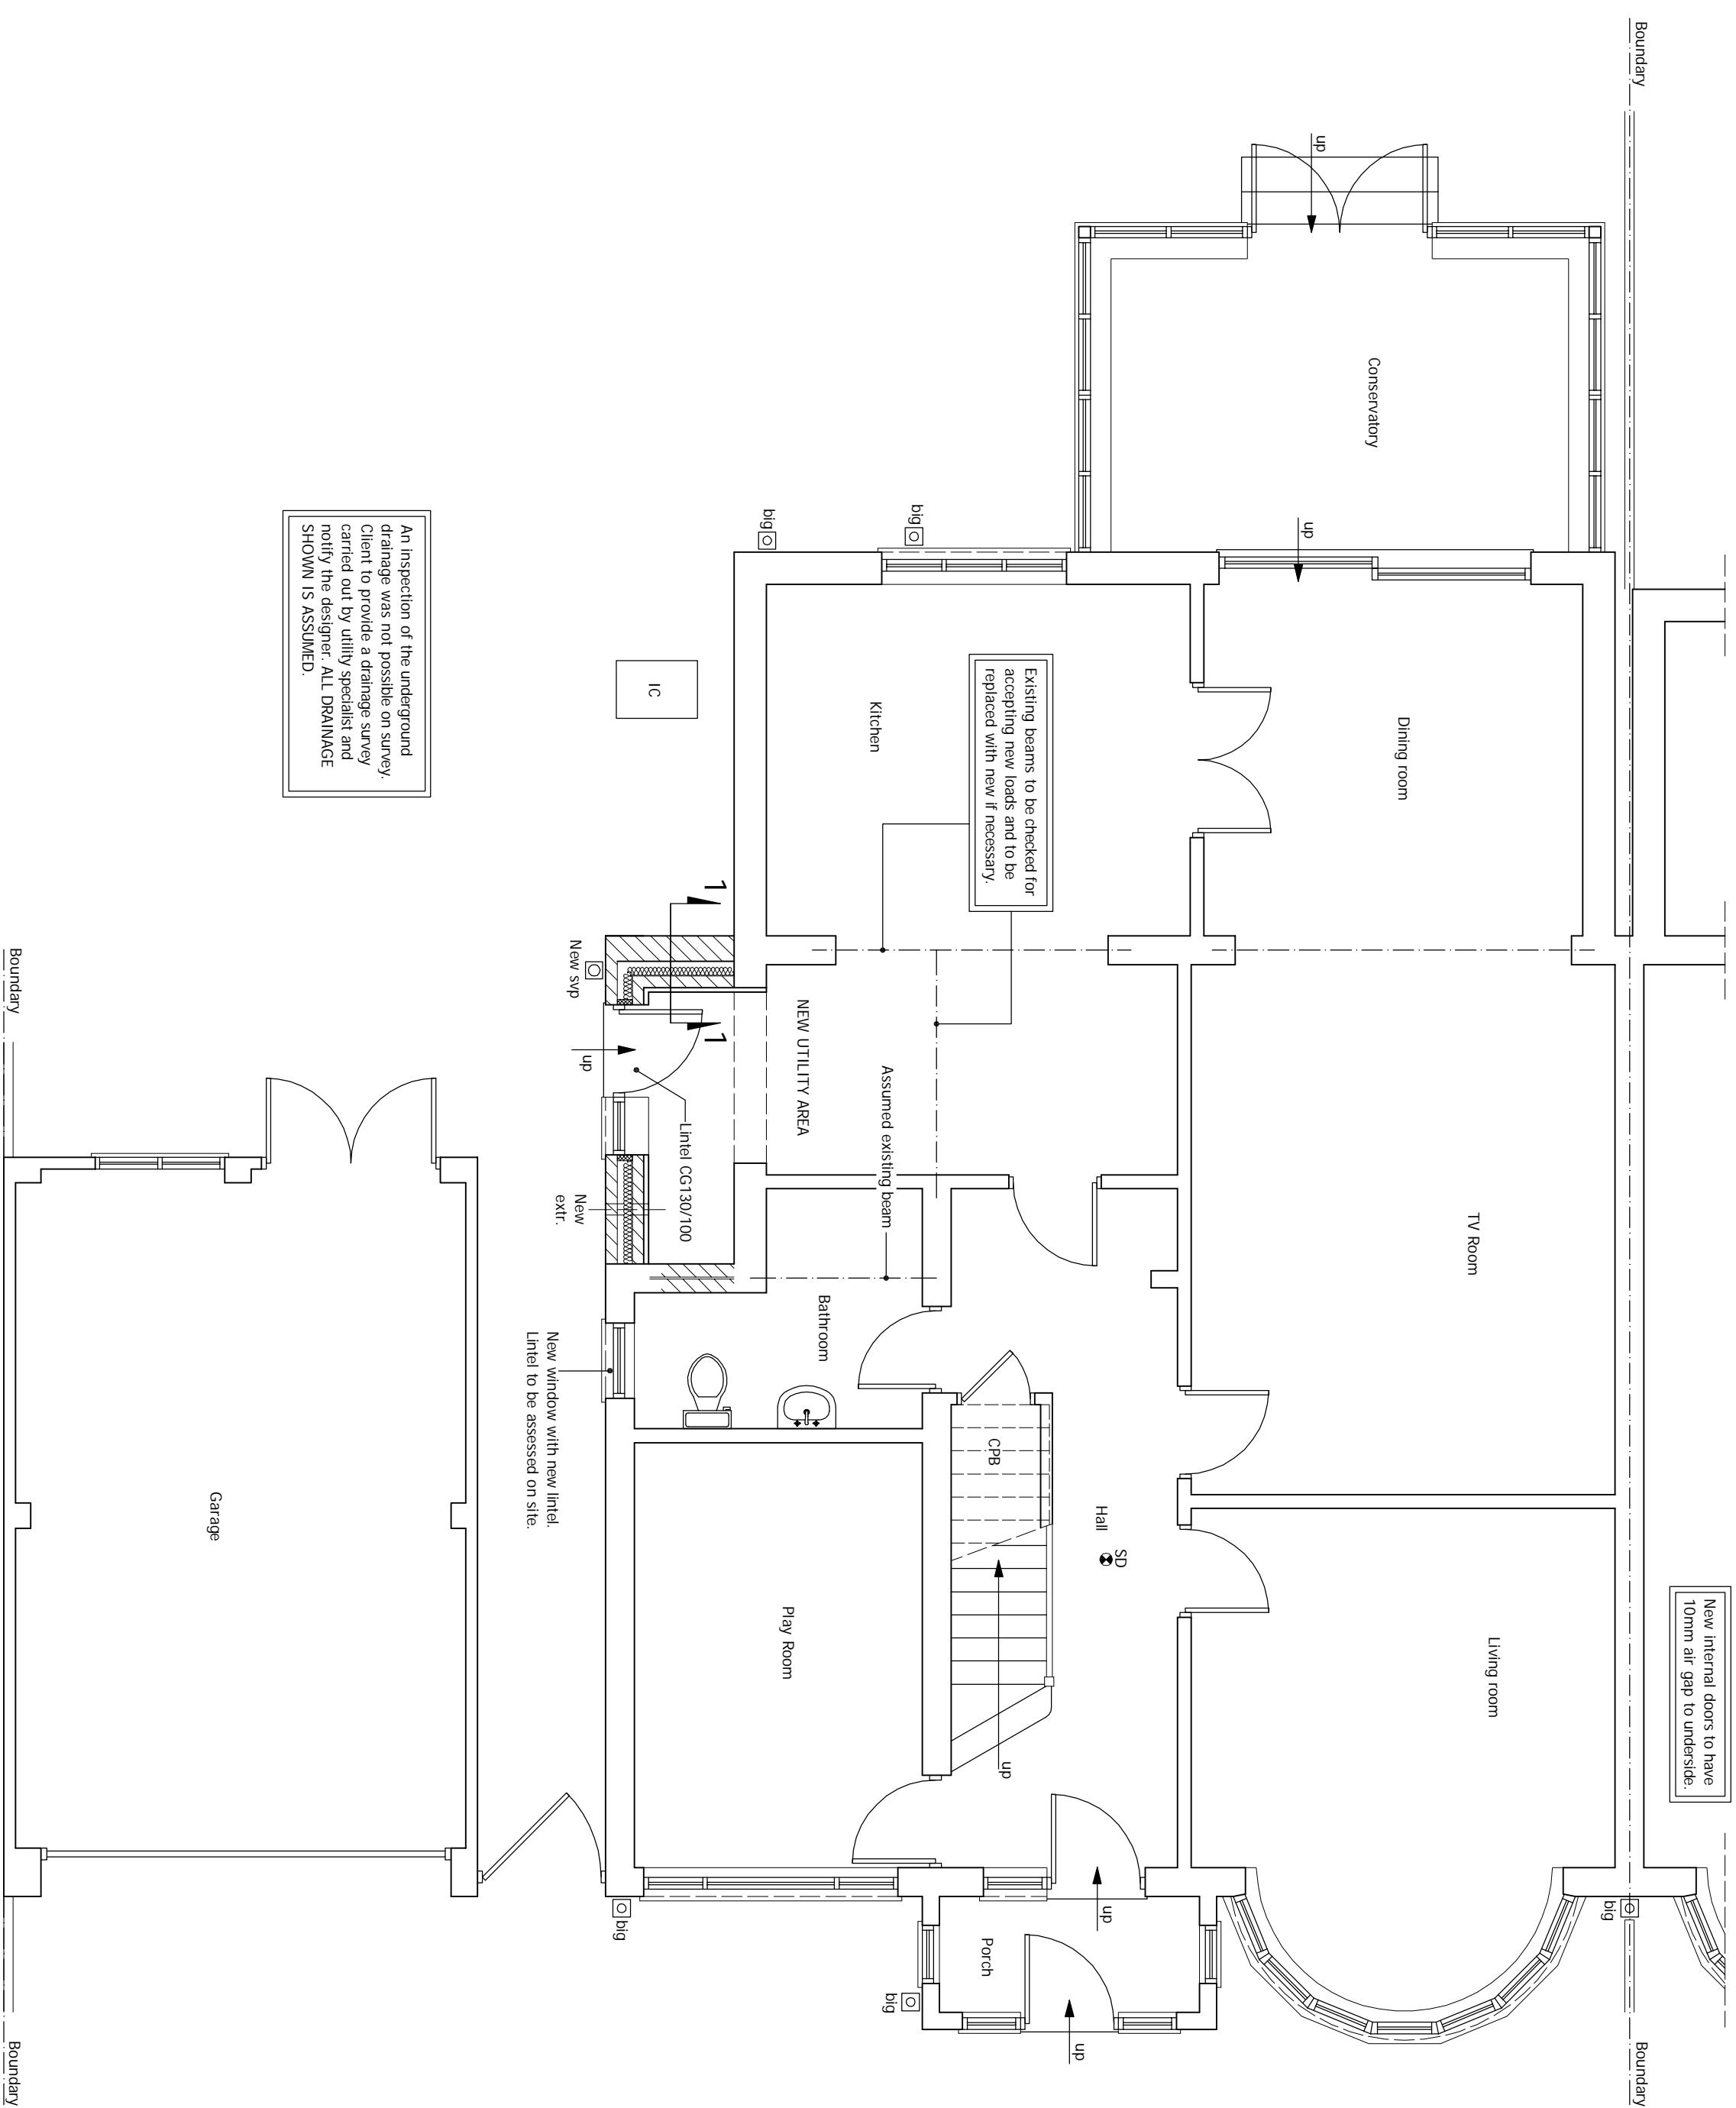 Boundary
Boundary
up
Conservatory
up
big
big
An inspection of the underground
drainage was not possible on survey.
Client to provide a drainage survey
carried out by utility specialist and
notify the designer. ALL DRAINAGE
SHOWN IS ASSUMED.
IC
Kitchen
Existing beams to be checked for
accepting new loads and to be
replaced with new if necessary.
Dining room
1
1
New svp
up
NEW UTILITY AREA
Assumed existing beam
Lintel CG130/100
New
extr.
TV Room
Bathroom
New window with new lintel.
Lintel to be assessed on site.
CPB
Hall
SD
up
Garage
Play Room
Living room
New internal doors to have
10mm air gap to underside.
big
up
Porch
big
up
big
Boundary
Boundary